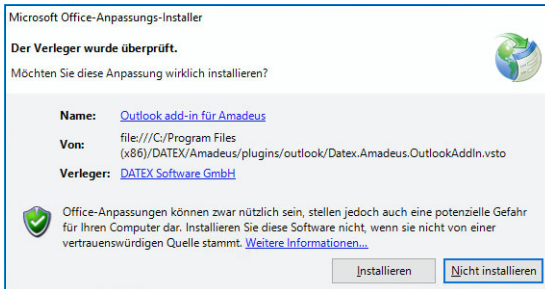 Microsoft Office-Anpassungs-Installer
Der Verleger wurde überprüft.
Möchten Sie diese Anpassung wirklich installieren?
Name: Outlook add-in für Amadeus
Von: file:///C:/Program Files
(x86)/DATEX/Amadeus/plugins/outlook/Datex.Amadeus.OutlookAddIn.vsto
Verleger: DATEX Software GmbH
Office-Anpassungen können zwar nützlich sein, stellen jedoch auch eine potenzielle Gefahr
für Ihren Computer dar. Installieren Sie diese Software nicht, wenn sie nicht von einer
vertrauenswürdigen Quelle stammt. Weitere Informationen...
Installieren Nicht installieren